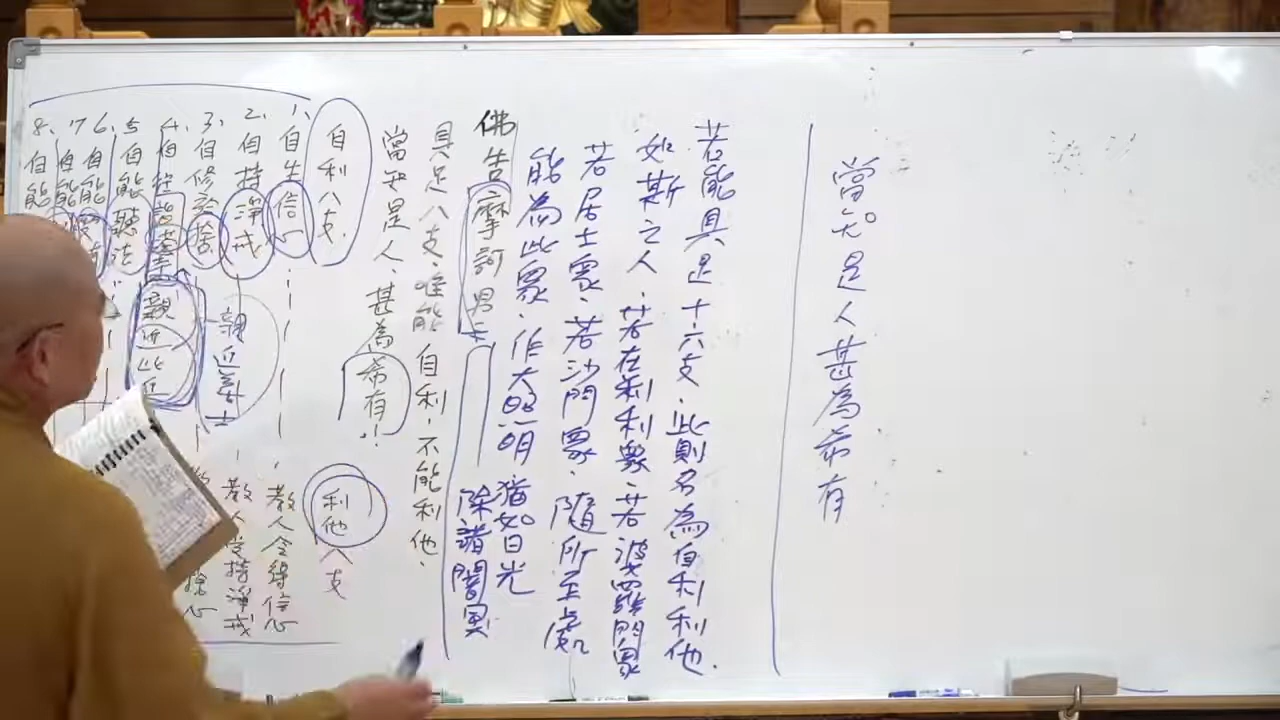 當知是人甚為希有
若能具足十六支、此則名為自利利他.
如斯之人、若在刹利眾、若波羅門眾
若居士眾、若沙門眾、隨所至處
能為此眾、作大照明 猶如日光
除諸闇冥
佛告摩訶男
具足八支、唯能自利,不能利他、
當知是人、甚為希有!!
自利八支.
利他八支
1、自生信
教人令得信心
2、自持淨戒
教人受持淨戒
3、自修於捨
捨心
親近善士
4、自往
親近此
5、自能聽法
6、自能
7、自能
8、自能